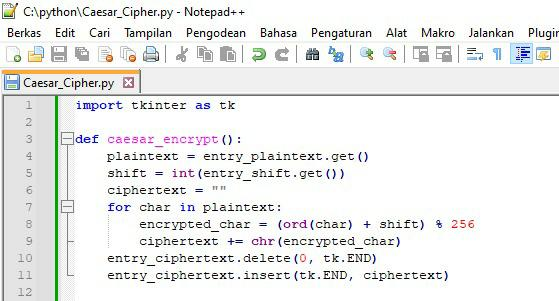 C:\python\Caesar_Cipher.py - Notepad++
Berkas Edit Cari Tampilan Pengodean Bahasa Pengaturan Alat Makro Jalankan Plugin
Caesar_Cipher.py
1 import tkinter as tk
2
3 def caesar_encrypt():
4     plaintext = entry_plaintext.get()
5     shift = int(entry_shift.get())
6     ciphertext = ""
7     for char in plaintext:
8         encrypted_char = (ord(char) + shift) % 256
9         ciphertext += chr(encrypted_char)
10     entry_ciphertext.delete(0, tk.END)
11     entry_ciphertext.insert(tk.END, ciphertext)
12